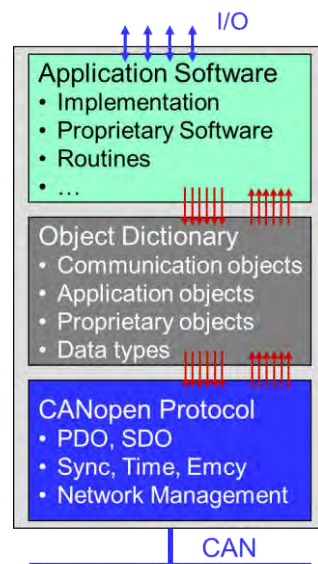 I/O
Application Software
• Implementation
• Proprietary Software
• Routines
• ...
Object Dictionary
• Communication objects
• Application objects
• Proprietary objects
• Data types
CANopen Protocol
• PDO, SDO
• Sync, Time, Emcy
• Network Management
CAN